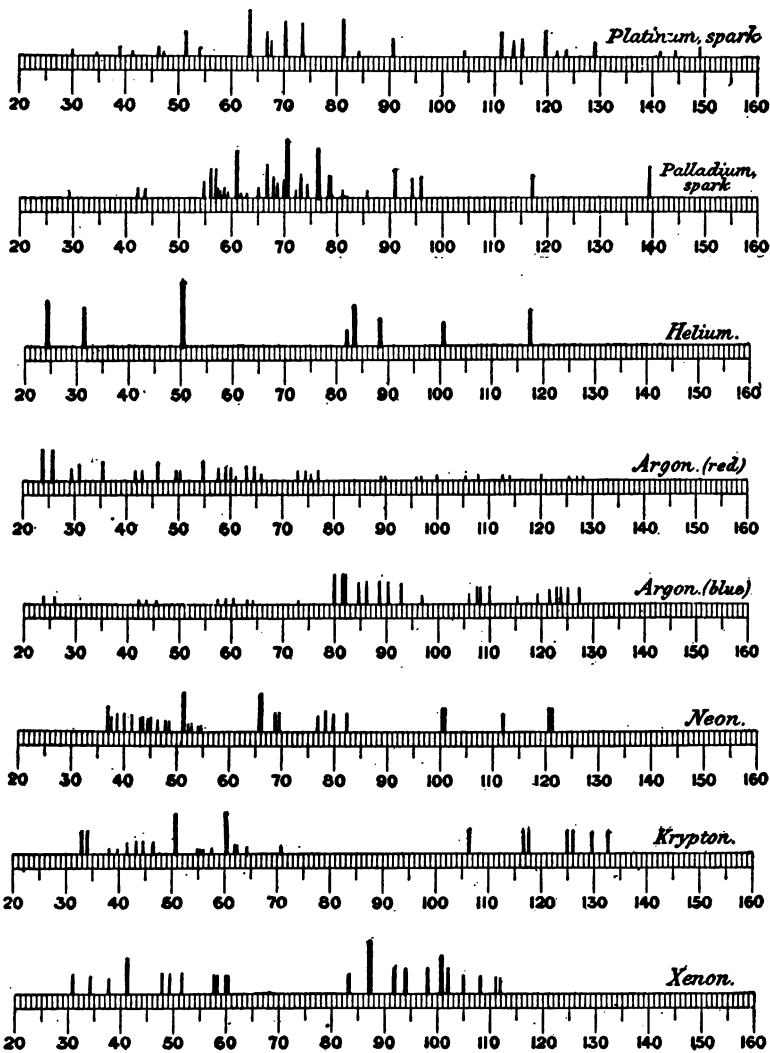 Platinum, spark
20 30 40 50 60 70 80 90 100 110 120 130 140 150 160
Palladium,
spark
20 30 40 50 60 70 80 90 100 110 120 130 140 150 160
Helium.
20 30 40 50 60 70 80 90 100 110 120 130 140 150 160
Argon. (red)
20 30 40 50 60 70 80 90 100 110 120 130 140 150 160
Argon. (blue)
20 30 40 50 60 70 80 90 100 110 120 130 140 150 160
Neon.
20 30 40 50 60 70 80 90 100 110 120 130 140 150 160
Krypton.
20 30 40 50 60 70 80 90 100 110 120 130 140 150 160
Xenon.
20 30 40 50 60 70 80 90 100 110 120 130 140 150 160